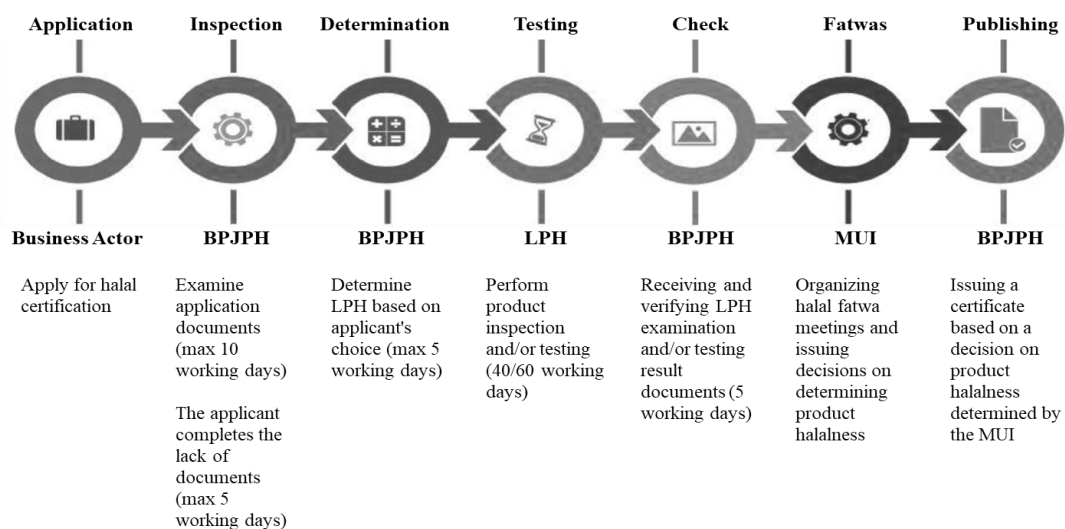 Application
Inspection
Determination
Testing
Check
Fatwas
Publishing
Business Actor
BPJPH
BPJPH
LPH
BPJPH
MUI
BPJPH
Apply for halal
certification
Examine
application
documents
(max 10
working days)
The applicant
completes the
lack of
documents
(max 5
working days)
Determine
LPH based on
applicant's
choice (max 5
working days)
Perform
product
inspection
and/or testing
(40/60 working
days)
Receiving and
verifying LPH
examination
and/or testing
result
documents (5
working days)
Organizing
halal fatwa
meetings and
issuing
decisions on
determining
product
halalness
Issuing a
certificate
based on a
decision on
product
halalness
determined by
the MUI